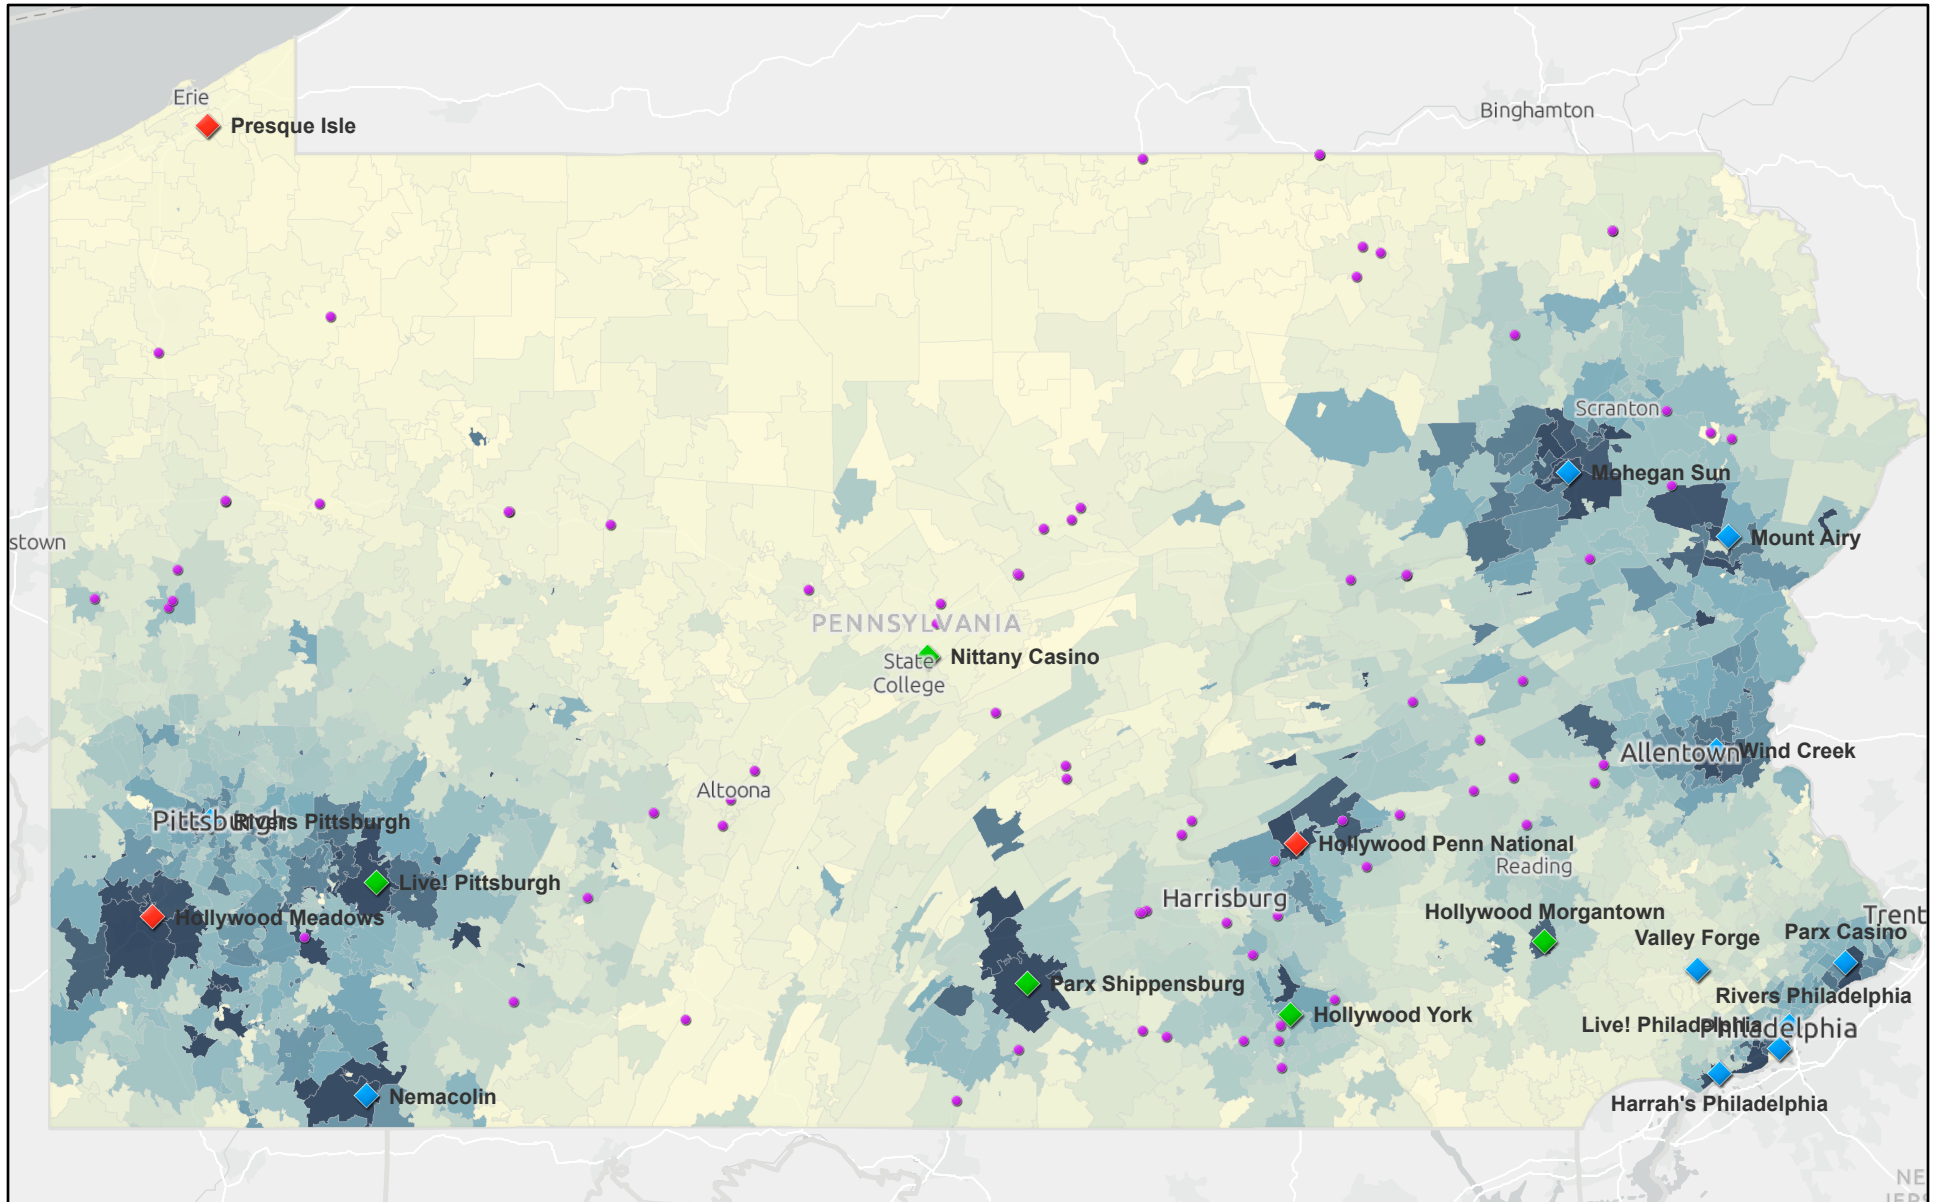 Erie
Presque Isle
Binghamton
Scranton
Mohegan Sun
stown
Mount Airy
PENNSYLVANIA
State
College
Nittany Casino
Allentown
Wind Creek
Altoona
Pittsburgh
Rivers Pittsburgh
Hollywood Penn National
Reading
Live! Pittsburgh
Harrisburg
Hollywood Meadows
Hollywood Morgantown
Trent
Valley Forge
Parx Casino
Parx Shippensburg
Rivers Philadelphia
Hollywood York
Live! Philadelphia
Philadelphia
Nemacolin
Harrah's Philadelphia
NE
JERS